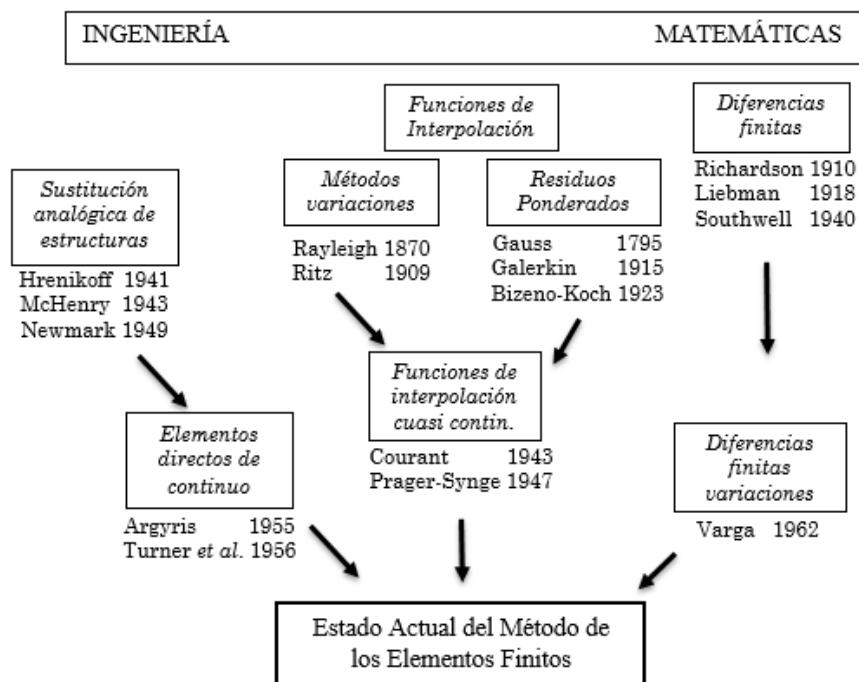 INGENIERÍA MATEMÁTICAS
Funciones de
Interpolación
Diferencias
finitas
Richardson 1910
Liebman 1918
Southwell 1940
Sustitución
analógica de
estructuras
Hrenikoff 1941
McHenry 1943
Newmark 1949
Métodos
variaciones
Rayleigh 1870
Ritz 1909
Residuos
Ponderados
Gauss 1795
Galerkin 1915
Bizeno-Koch 1923
Funciones de
interpolación
cuasi contin.
Courant 1943
Prager-Synge 1947
Elementos
directos de
continuo
Argyris 1955
Turner et al. 1956
Diferencias
finitas
variaciones
Varga 1962
Estado Actual del Método de
los Elementos Finitos